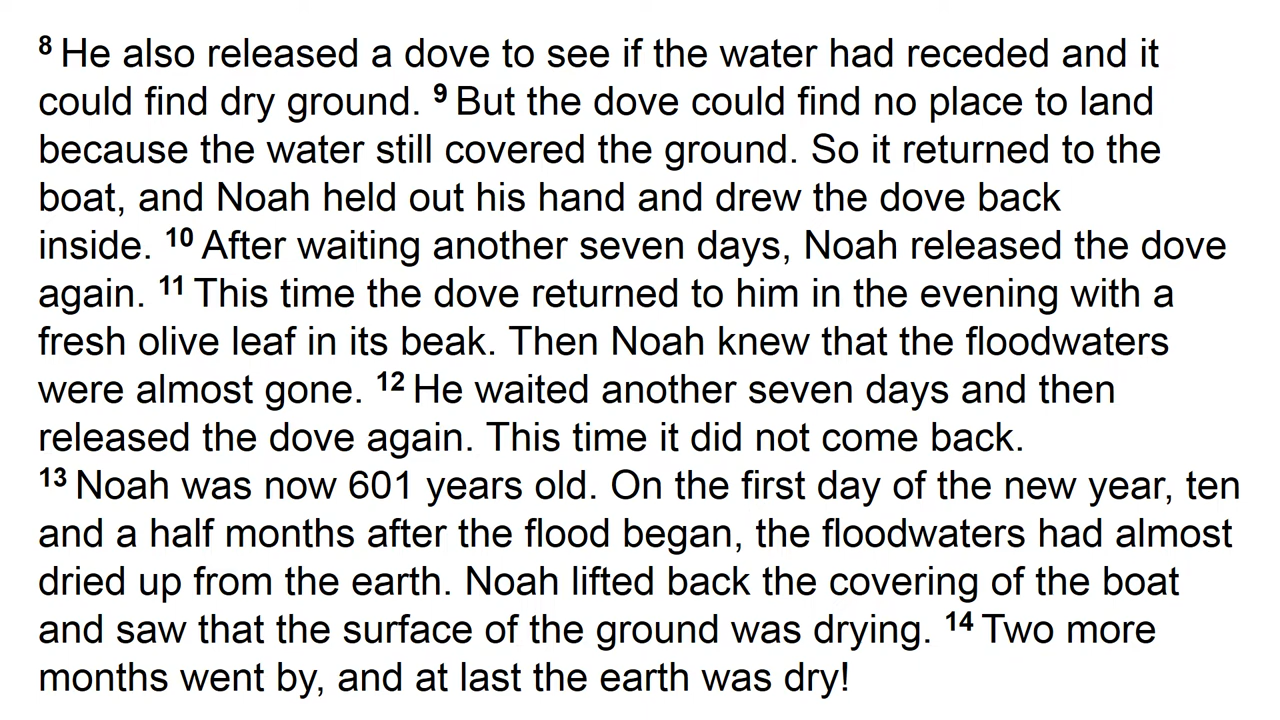 8 He also released a dove to see if the water had receded and it
could find dry ground. 9 But the dove could find no place to land
because the water still covered the ground. So it returned to the
boat, and Noah held out his hand and drew the dove back
inside. 10 After waiting another seven days, Noah released the dove
again. 11 This time the dove returned to him in the evening with a
fresh olive leaf in its beak. Then Noah knew that the floodwaters
were almost gone. 12 He waited another seven days and then
released the dove again. This time it did not come back.
13 Noah was now 601 years old. On the first day of the new year, ten
and a half months after the flood began, the floodwaters had almost
dried up from the earth. Noah lifted back the covering of the boat
and saw that the surface of the ground was drying. 14 Two more
months went by, and at last the earth was dry!